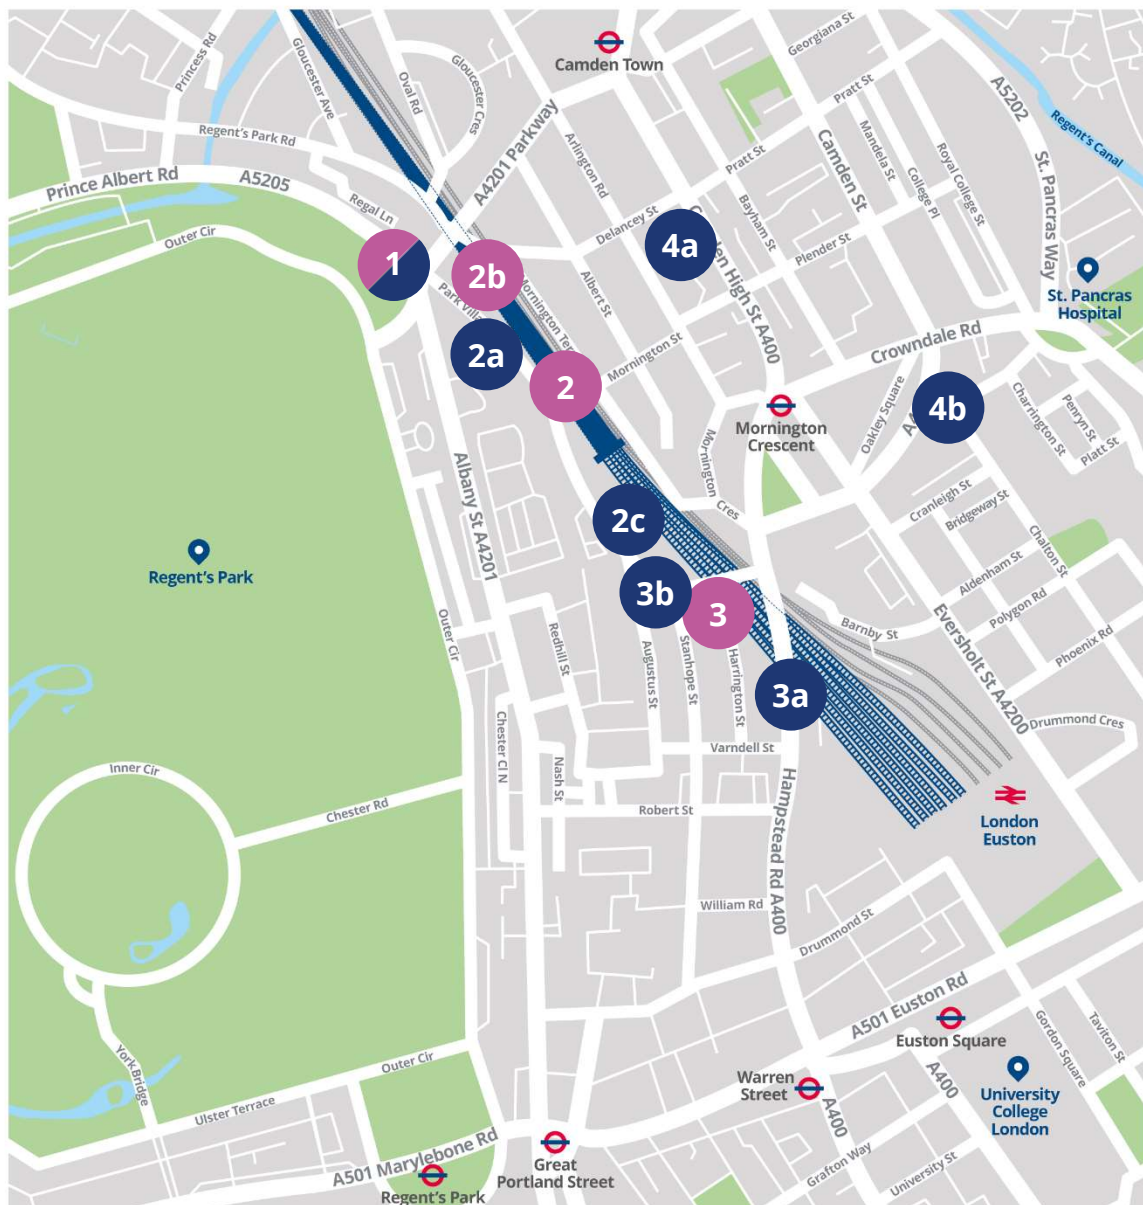 Princess Rd
Gloucester Ave
Oval Rd
Gloucester Cres
Camden Town
Georgiana St
A5202
Regent's Canal
Pratt St
Regent's Park Rd
A4201 Parkway
Arlington Rd
Pratt St
Camden St
Mandela St
College Pl
Royal College St
St. Pancras Way
Prince Albert Rd
A5205
Regal Ln
Outer Cir
Delancey St
Bayham St
Plender St
1
2b
4a
High St A400
St. Pancras
Hospital
Mornington
Albert St
2a
2
Mornington St
Crowndale Rd
Oakley Square
4b
Charrington St
Penryn St
Platt St
Mornington
Crescent
Mornington
Cres
Albany St A4201
2c
Cranleigh St
Bridgeway St
Chalton St
Aldenham St
Polygon Rd
Phoenix Rd
Regent's Park
3b
3
Barnby St
Eversholt St A4200
Outer Cir
Redhill St
Augustus St
Stanhope St
Harrington St
3a
Drummond Cres
Chester Cl N
Nash St
Varndell St
Inner Cir
Chester Rd
Robert St
Hampstead Rd A400
London
Euston
William Rd
Drummond St
A501 Euston Rd
Euston Square
Gordon Square
Taviton St
York Bridge
Outer Cir
Ulster Terrace
Warren
Street
A400
A400
University
College
London
A501 Marylebone Rd
Great
Portland Street
Regent's Park
Grafton Way
University St